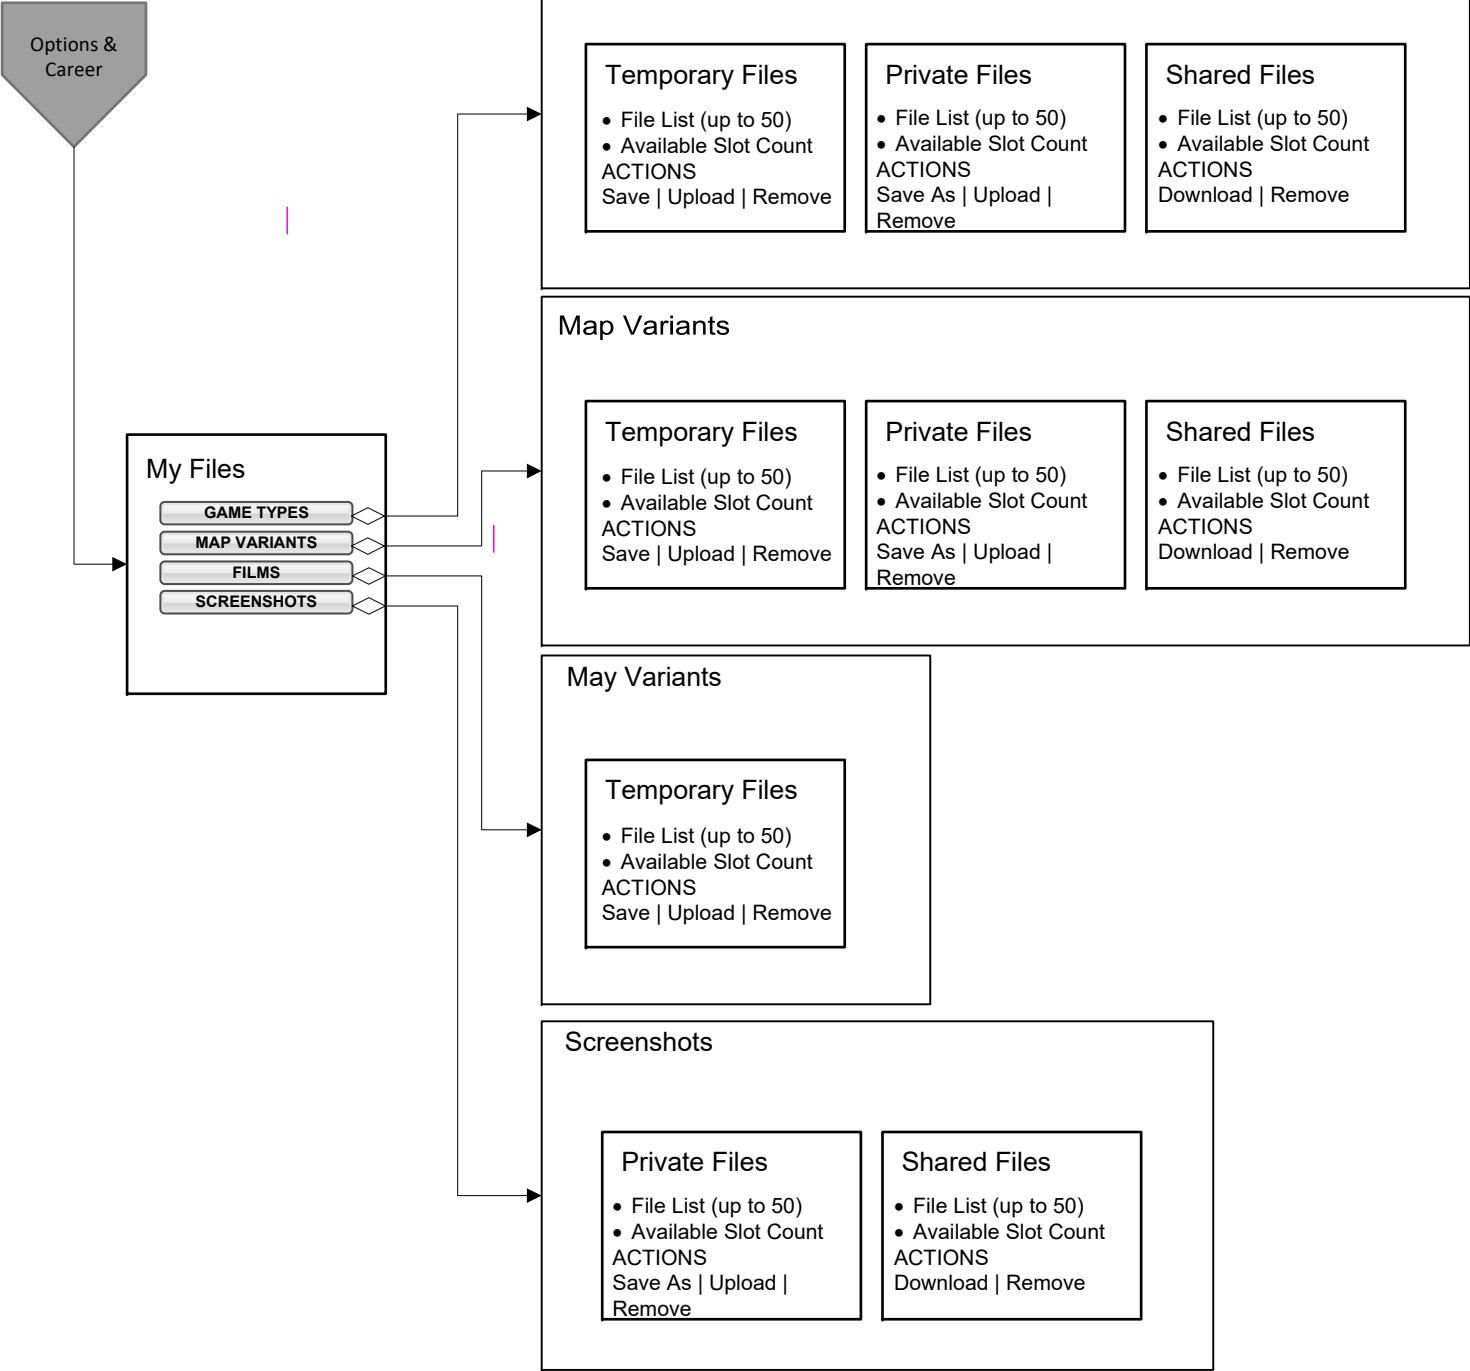 Options &
Career
Temporary Files
• File List (up to 50)
• Available Slot Count
ACTIONS
Save | Upload | Remove
Private Files
• File List (up to 50)
• Available Slot Count
ACTIONS
Save As | Upload |
Remove
Shared Files
• File List (up to 50)
• Available Slot Count
ACTIONS
Download | Remove
My Files
GAME TYPES
MAP VARIANTS
FILMS
SCREENSHOTS
Map Variants
Temporary Files
• File List (up to 50)
• Available Slot Count
ACTIONS
Save | Upload | Remove
Private Files
• File List (up to 50)
• Available Slot Count
ACTIONS
Save As | Upload |
Remove
Shared Files
• File List (up to 50)
• Available Slot Count
ACTIONS
Download | Remove
May Variants
Temporary Files
• File List (up to 50)
• Available Slot Count
ACTIONS
Save | Upload | Remove
Screenshots
Private Files
• File List (up to 50)
• Available Slot Count
ACTIONS
Save As | Upload |
Remove
Shared Files
• File List (up to 50)
• Available Slot Count
ACTIONS
Download | Remove